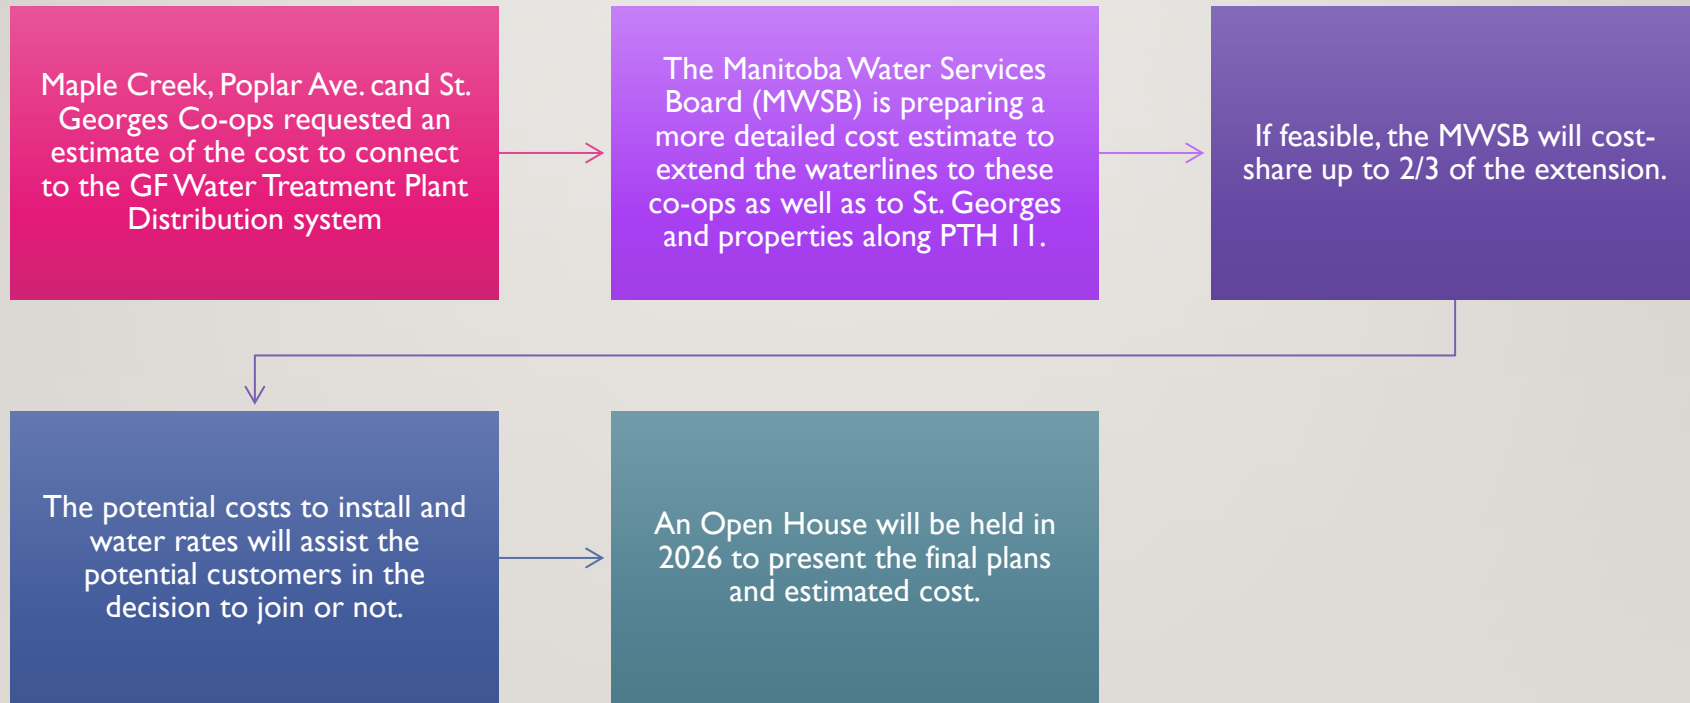 Maple Creek, Poplar Ave. cand St.
Georges Co-ops requested an
estimate of the cost to connect
to the GF Water Treatment Plant
Distribution system
The Manitoba Water Services
Board (MWSB) is preparing a
more detailed cost estimate to
extend the waterlines to these
co-ops as well as to St. Georges
and properties along PTH 11.
If feasible, the MWSB will cost-
share up to 2/3 of the extension.
The potential costs to install and
water rates will assist the
potential customers in the
decision to join or not.
An Open House will be held in
2026 to present the final plans
and estimated cost.